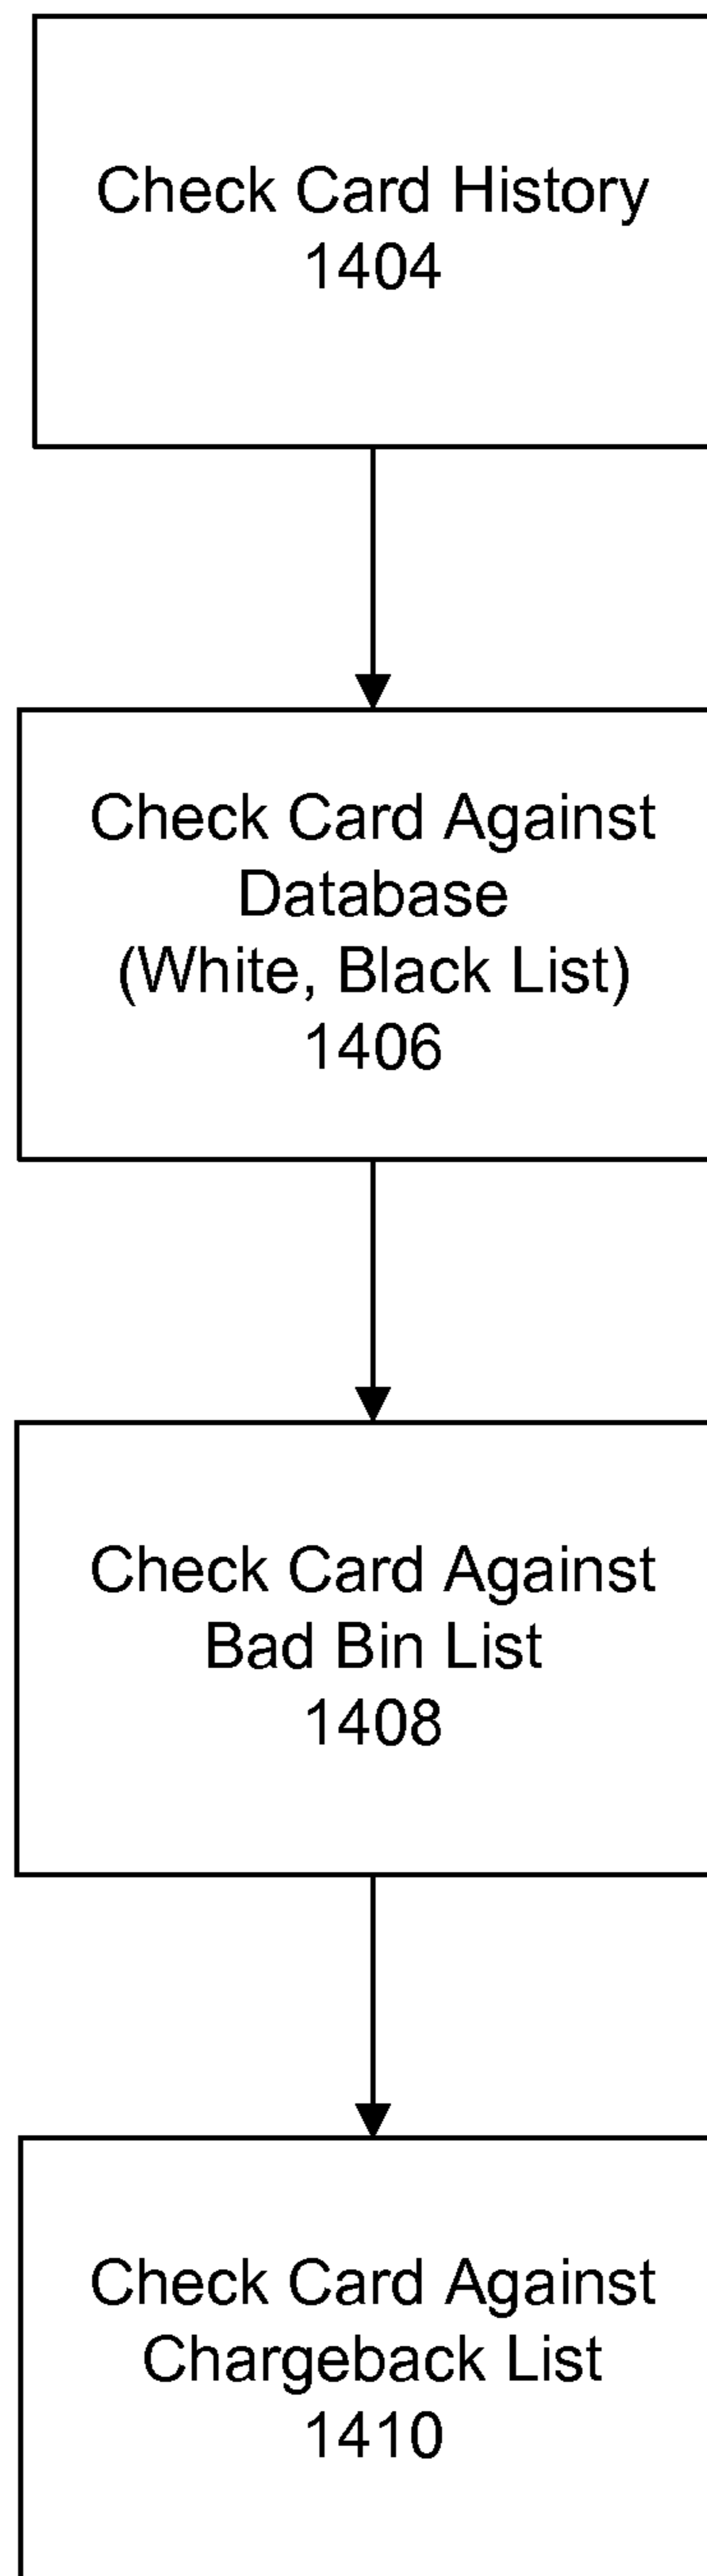 Check Card History
1404
Check Card Against
Database
(White, Black List)
1406
Check Card Against
Bad Bin List
1408
Check Card Against
Chargeback List
1410